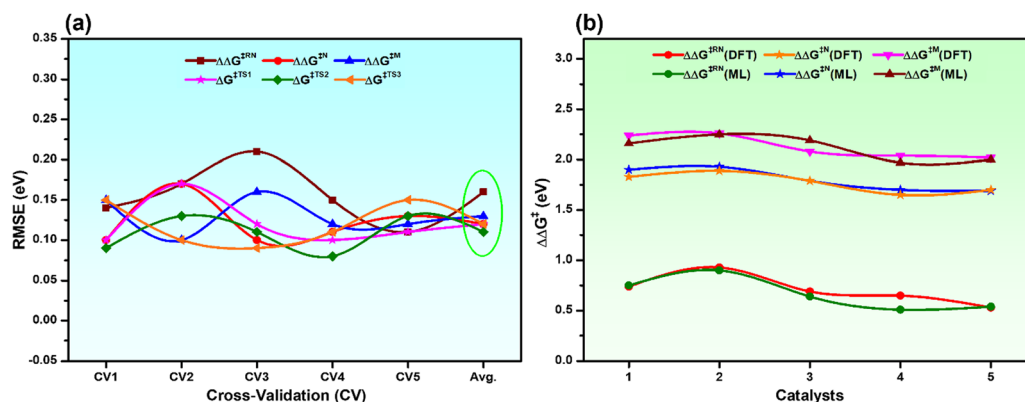 (a)
0.35
0.30
0.25
0.20
0.15
0.10
0.05
0.00
-0.05
RMSE (eV)
ΔΔG‡RN ΔΔG‡N ΔΔG‡M
ΔG‡TS1 ΔG‡TS2 ΔG‡TS3
CV1 CV2 CV3 CV4 CV5 Avg.
Cross-Validation (CV)
(b)
3.0
2.5
2.0
1.5
1.0
0.5
0.0
ΔΔG‡ (eV)
ΔΔG‡RN(DFT) ΔΔG‡N(DFT) ΔΔG‡M(DFT)
ΔΔG‡RN(ML) ΔΔG‡N(ML) ΔΔG‡M(ML)
1 2 3 4 5
Catalysts